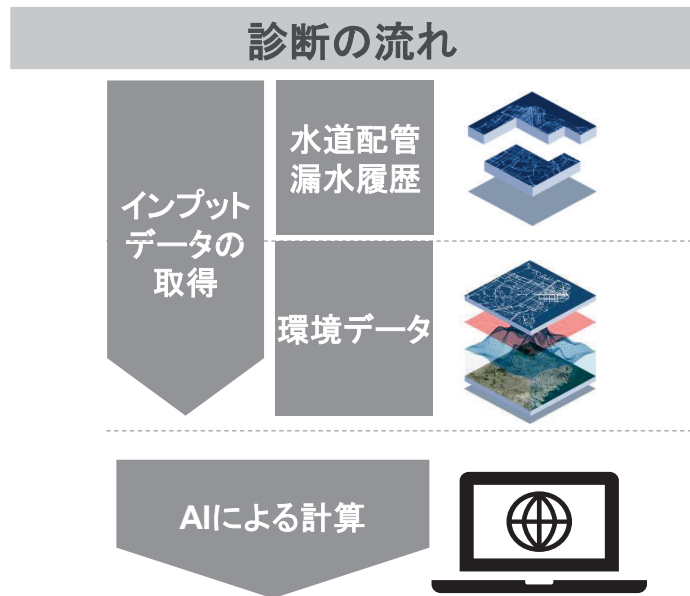 診断の流れ
インプット
データの
取得
水道配管
漏水履歴
環境データ
AIによる計算